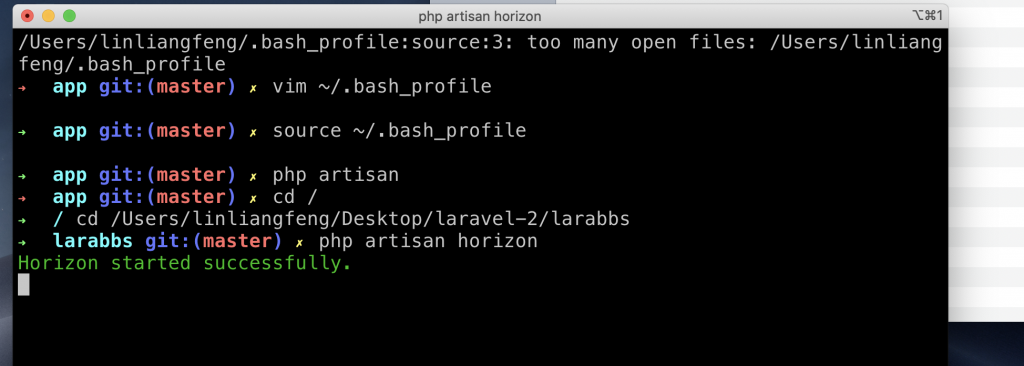 php artisan horizon
⌥⌘1
/Users/linliangfeng/.bash_profile:source:3: too many open files: /Users/linliang
feng/.bash_profile
➜ app git:(master) ✗ vim ~/.bash_profile
➜ app git:(master) ✗ source ~/.bash_profile
➜ app git:(master) ✗ php artisan
➜ app git:(master) ✗ cd /
➜ / cd /Users/linliangfeng/Desktop/laravel-2/larabbs
➜ larabbs git:(master) ✗ php artisan horizon
Horizon started successfully.